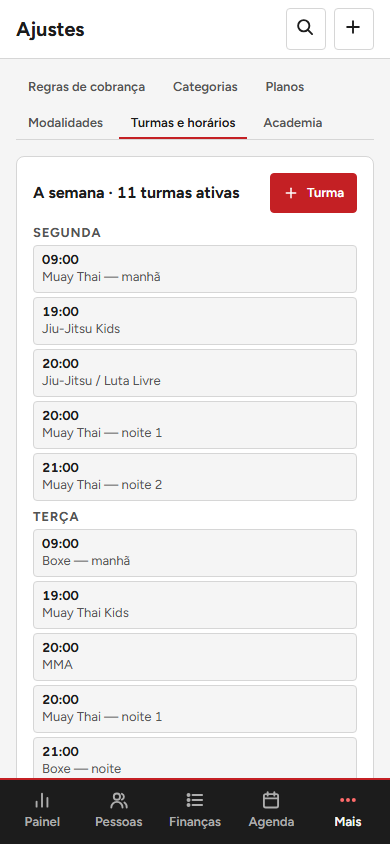 Ajustes
Regras de cobrança
Categorias
Planos
Modalidades
Turmas e horários
Academia
A semana · 11 turmas ativas
Turma
SEGUNDA
09:00
Muay Thai — manhã
19:00
Jiu-Jitsu Kids
20:00
Jiu-Jitsu / Luta Livre
20:00
Muay Thai — noite 1
21:00
Muay Thai — noite 2
TERÇA
09:00
Boxe — manhã
19:00
Muay Thai Kids
20:00
MMA
20:00
Muay Thai — noite 1
21:00
Boxe — noite
Painel
Pessoas
Finanças
Agenda
Mais